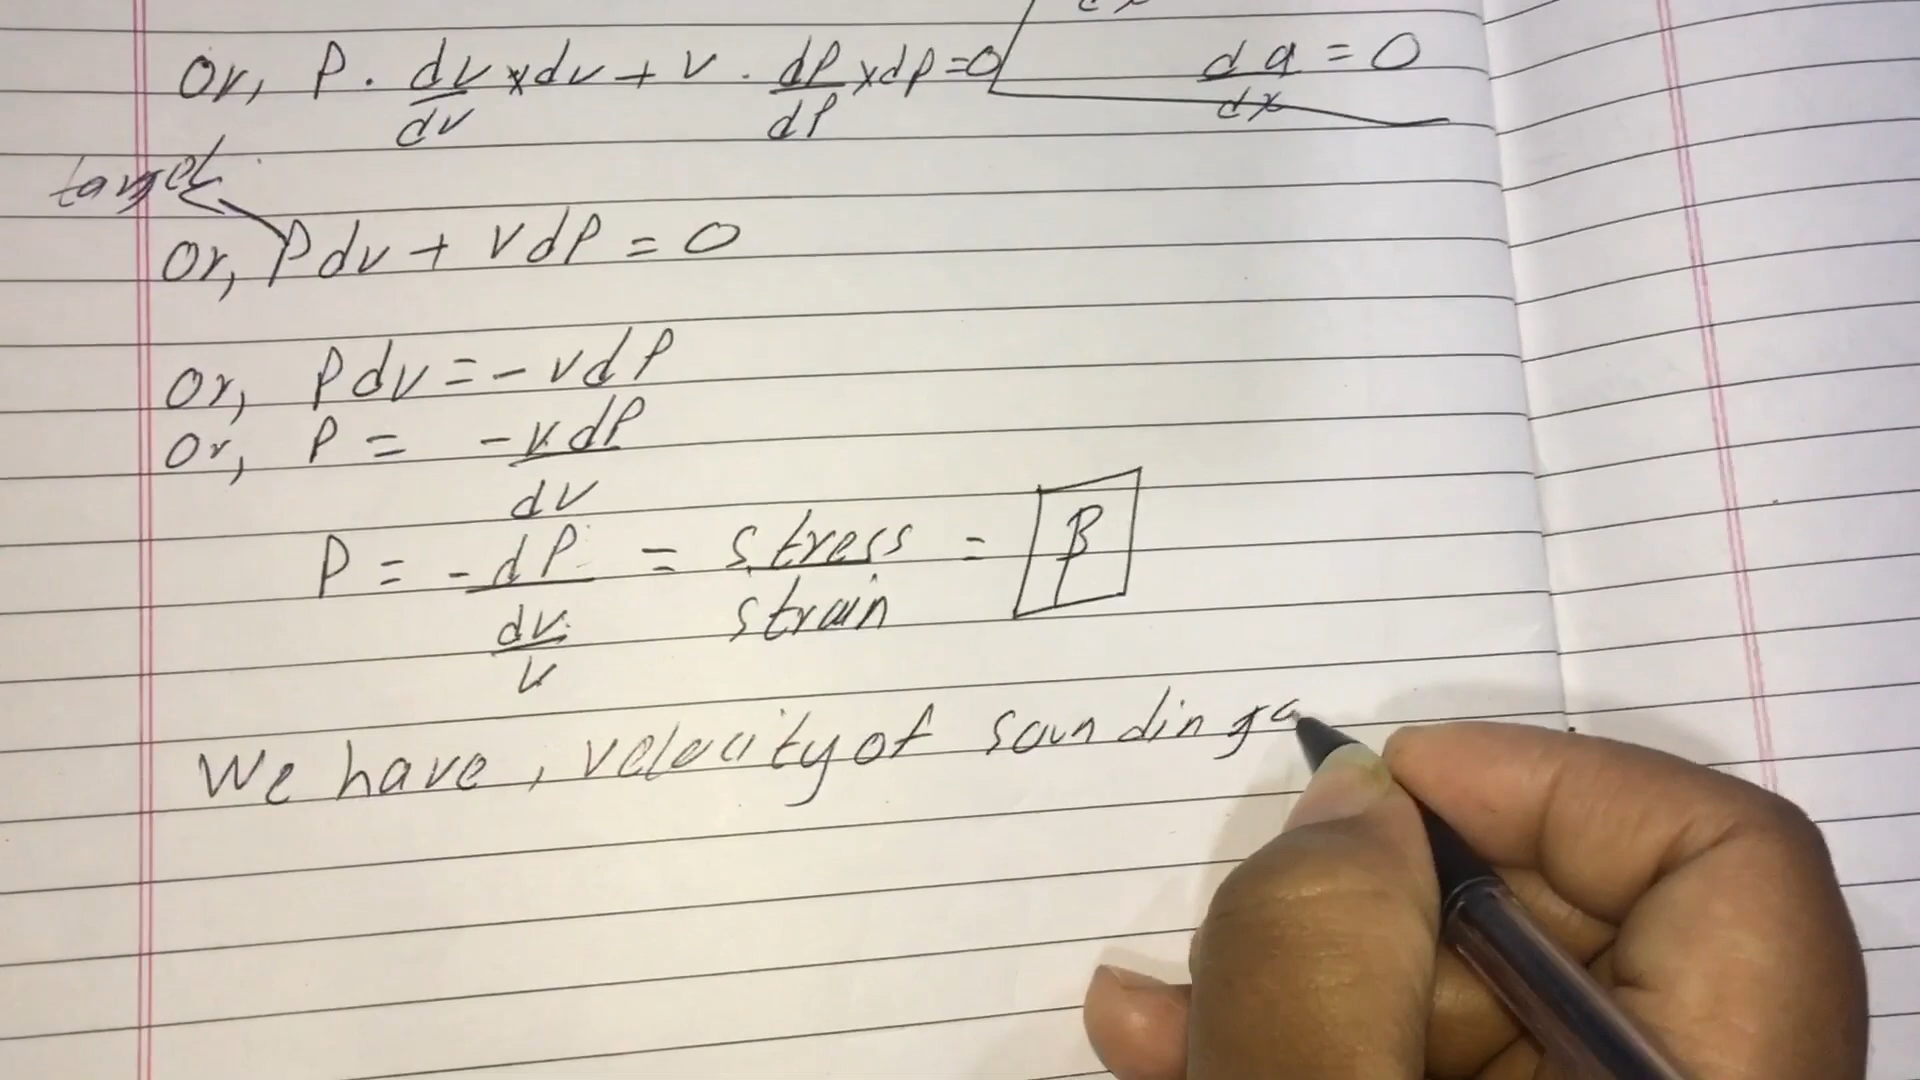 Or, P . dv/dv x dv + v . dP/dP x dP = 0
da/dx = 0
target
Or, Pdv + VdP = 0
Or, Pdv = - vdP
Or, P = - vdP/dv
P = - dP/(dv/v) = stress/strain = β
We have, velocity of sound in ga